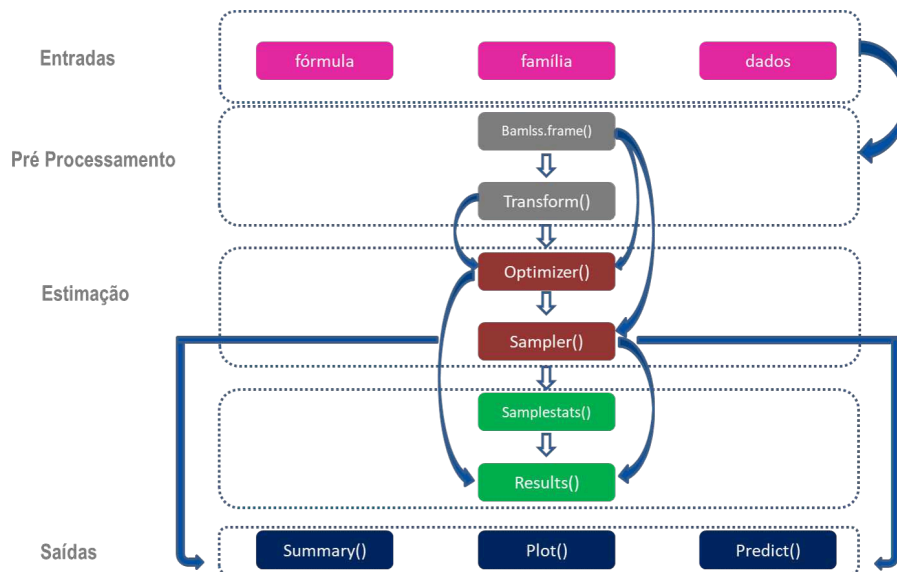 Entradas
fórmula
família
dados
Pré Processamento
Bamlss.frame()
Transform()
Estimação
Optimizer()
Sampler()
Samplestats()
Results()
Saídas
Summary()
Plot()
Predict()